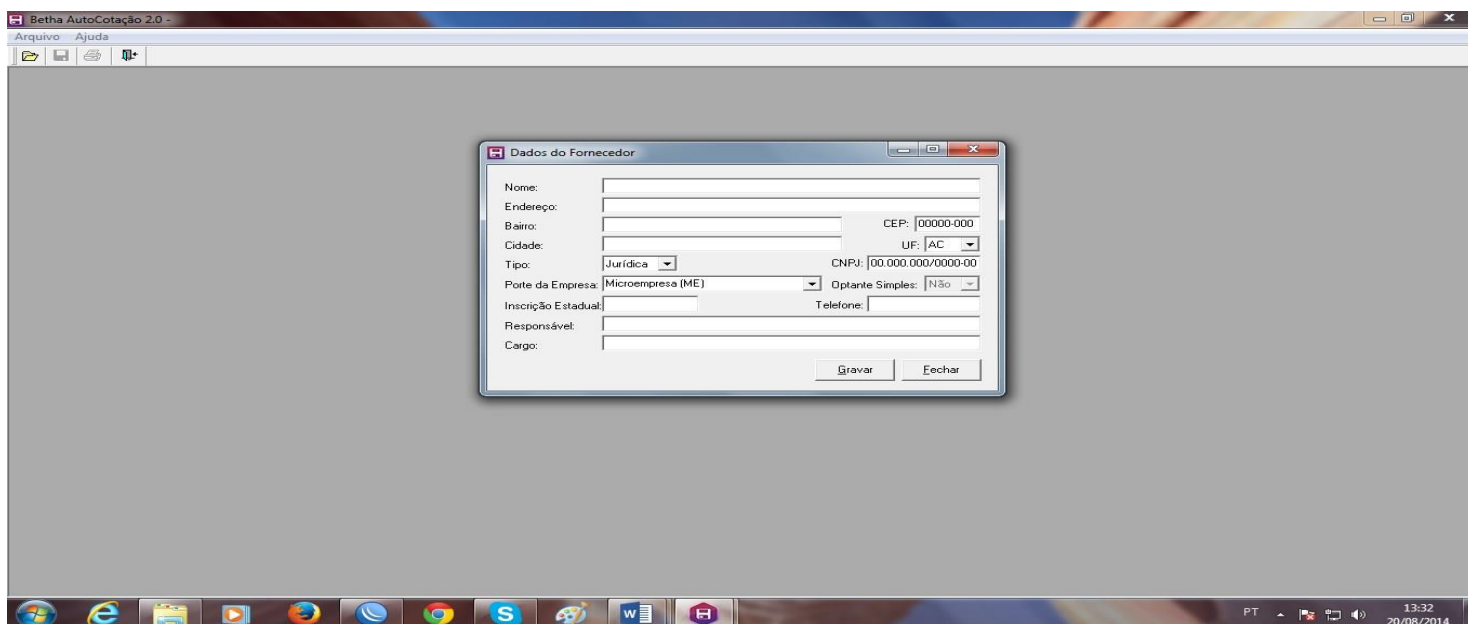 Betha AutoCotação 2.0 -
Arquivo Ajuda
Dados do Fornecedor
Nome:
Endereço:
Bairro: CEP: 00000-000
Cidade: UF: AC
Tipo: Jurídica CNPJ: 00.000.000/0000-00
Porte da Empresa: Microempresa (ME) Optante Simples: Não
Inscrição Estadual: Telefone:
Responsável:
Cargo:
Gravar Fechar
PT 13:32
20/08/2014